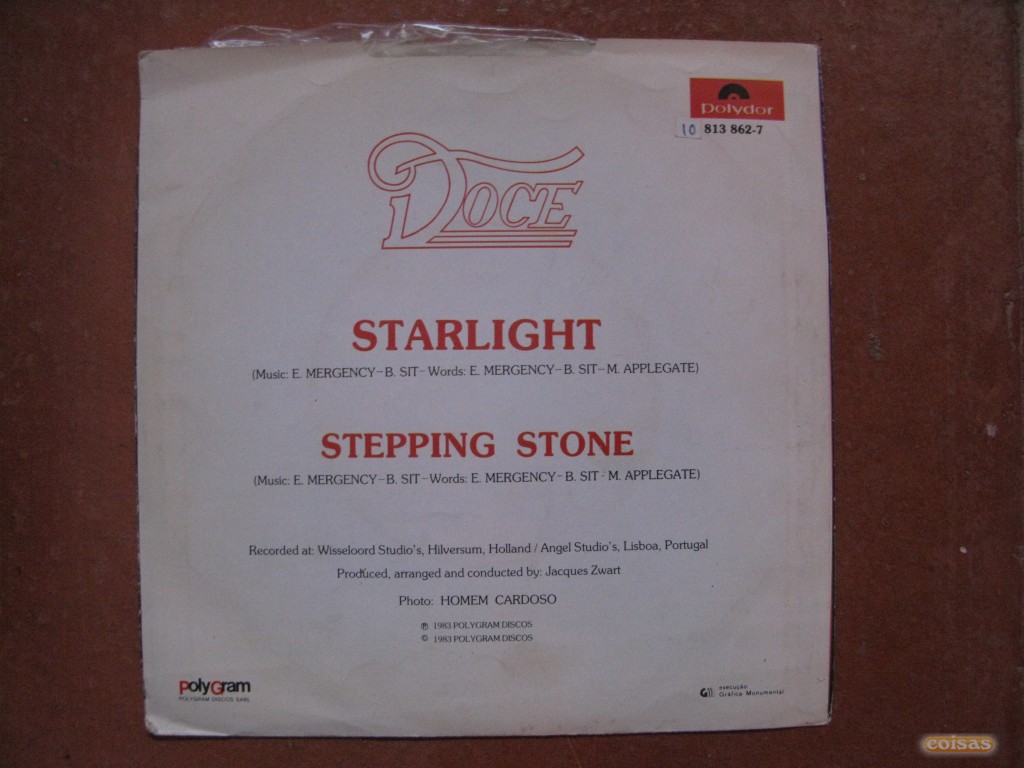 Polydor
10 813 862-7
DOCE
STARLIGHT
(Music: E. MERGENCY-B. SIT-Words: E. MERGENCY-B. SIT-M. APPLEGATE)
STEPPING STONE
(Music: E. MERGENCY-B. SIT-Words: E. MERGENCY-B. SIT-M. APPLEGATE)
Recorded at: Wisseloord Studio's, Hilversum, Holland / Angel Studio's, Lisboa, Portugal
Produced, arranged and conducted by: Jacques Zwart
Photo: HOMEM CARDOSO
℗ 1983 POLYGRAM DISCOS
© 1983 POLYGRAM DISCOS
PolyGram
POLYGRAM DISCOS SARL
GM execução
Gráfica Monumental
coisas